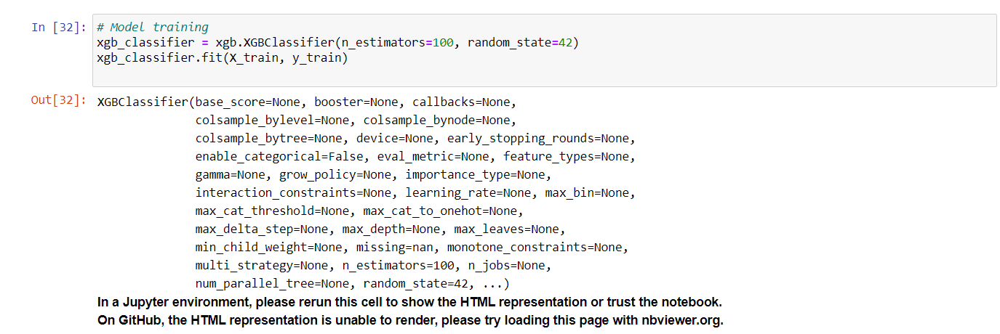 In [32]: # Model training
xgb_classifier = xgb.XGBClassifier(n_estimators=100, random_state=42)
xgb_classifier.fit(X_train, y_train)
Out[32]: XGBClassifier(base_score=None, booster=None, callbacks=None,
colsample_bylevel=None, colsample_bynode=None,
colsample_bytree=None, device=None, early_stopping_rounds=None,
enable_categorical=False, eval_metric=None, feature_types=None,
gamma=None, grow_policy=None, importance_type=None,
interaction_constraints=None, learning_rate=None, max_bin=None,
max_cat_threshold=None, max_cat_to_onehot=None,
max_delta_step=None, max_depth=None, max_leaves=None,
min_child_weight=None, missing=nan, monotone_constraints=None,
multi_strategy=None, n_estimators=100, n_jobs=None,
num_parallel_tree=None, random_state=42, ...)
In a Jupyter environment, please rerun this cell to show the HTML representation or trust the notebook.
On GitHub, the HTML representation is unable to render, please try loading this page with nbviewer.org.